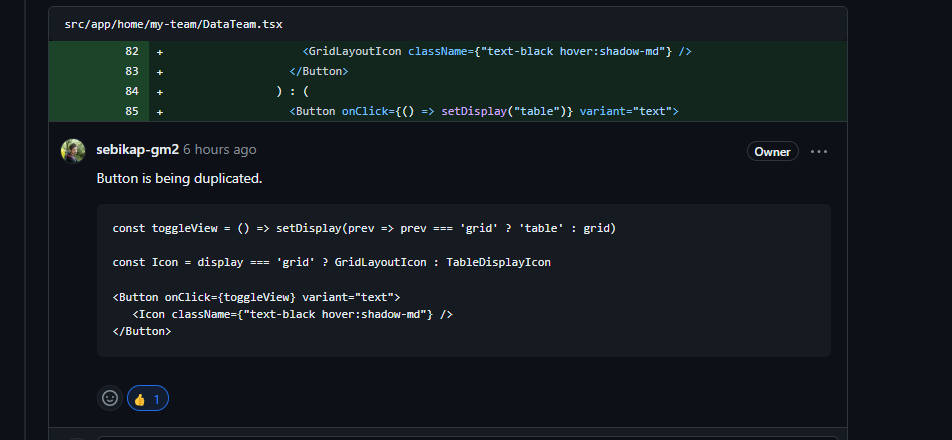 src/app/home/my-team/DataTeam.tsx
82 + <GridLayoutIcon className={"text-black hover:shadow-md"} />
83 + </Button>
84 + ) : (
85 + <Button onClick={() => setDisplay("table")} variant="text">
sebikap-gm2 6 hours ago Owner
Button is being duplicated.
const toggleView = () => setDisplay(prev => prev === 'grid' ? 'table' : grid)
const Icon = display === 'grid' ? GridLayoutIcon : TableDisplayIcon
<Button onClick={toggleView} variant="text">
<Icon className={"text-black hover:shadow-md"} />
</Button>
1